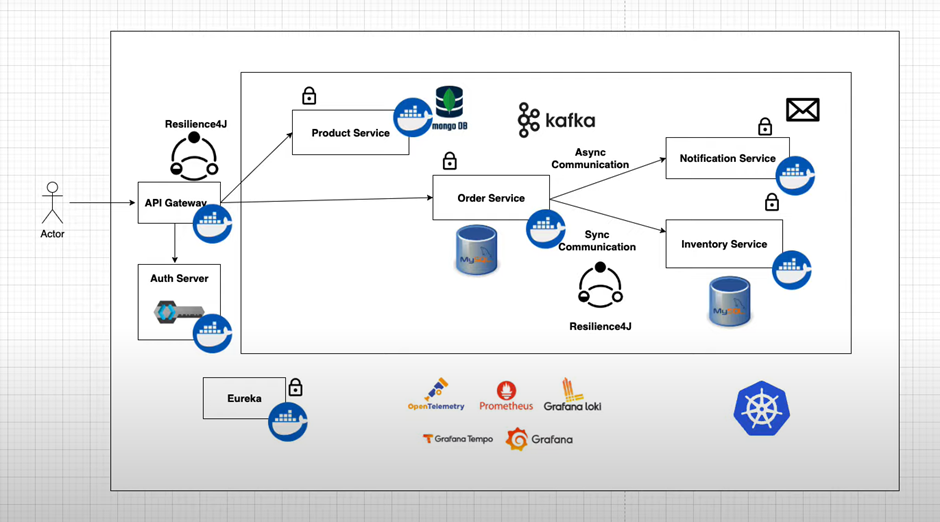 Resilience4J
mongo DB
Product Service
kafka
Async
Communication
Notification Service
Actor
API Gateway
Order Service
MySQL
Sync
Communication
Inventory Service
Auth Server
Resilience4J
MySQL
Eureka
OpenTelemetry
Prometheus
Grafana loki
Grafana Tempo
Grafana